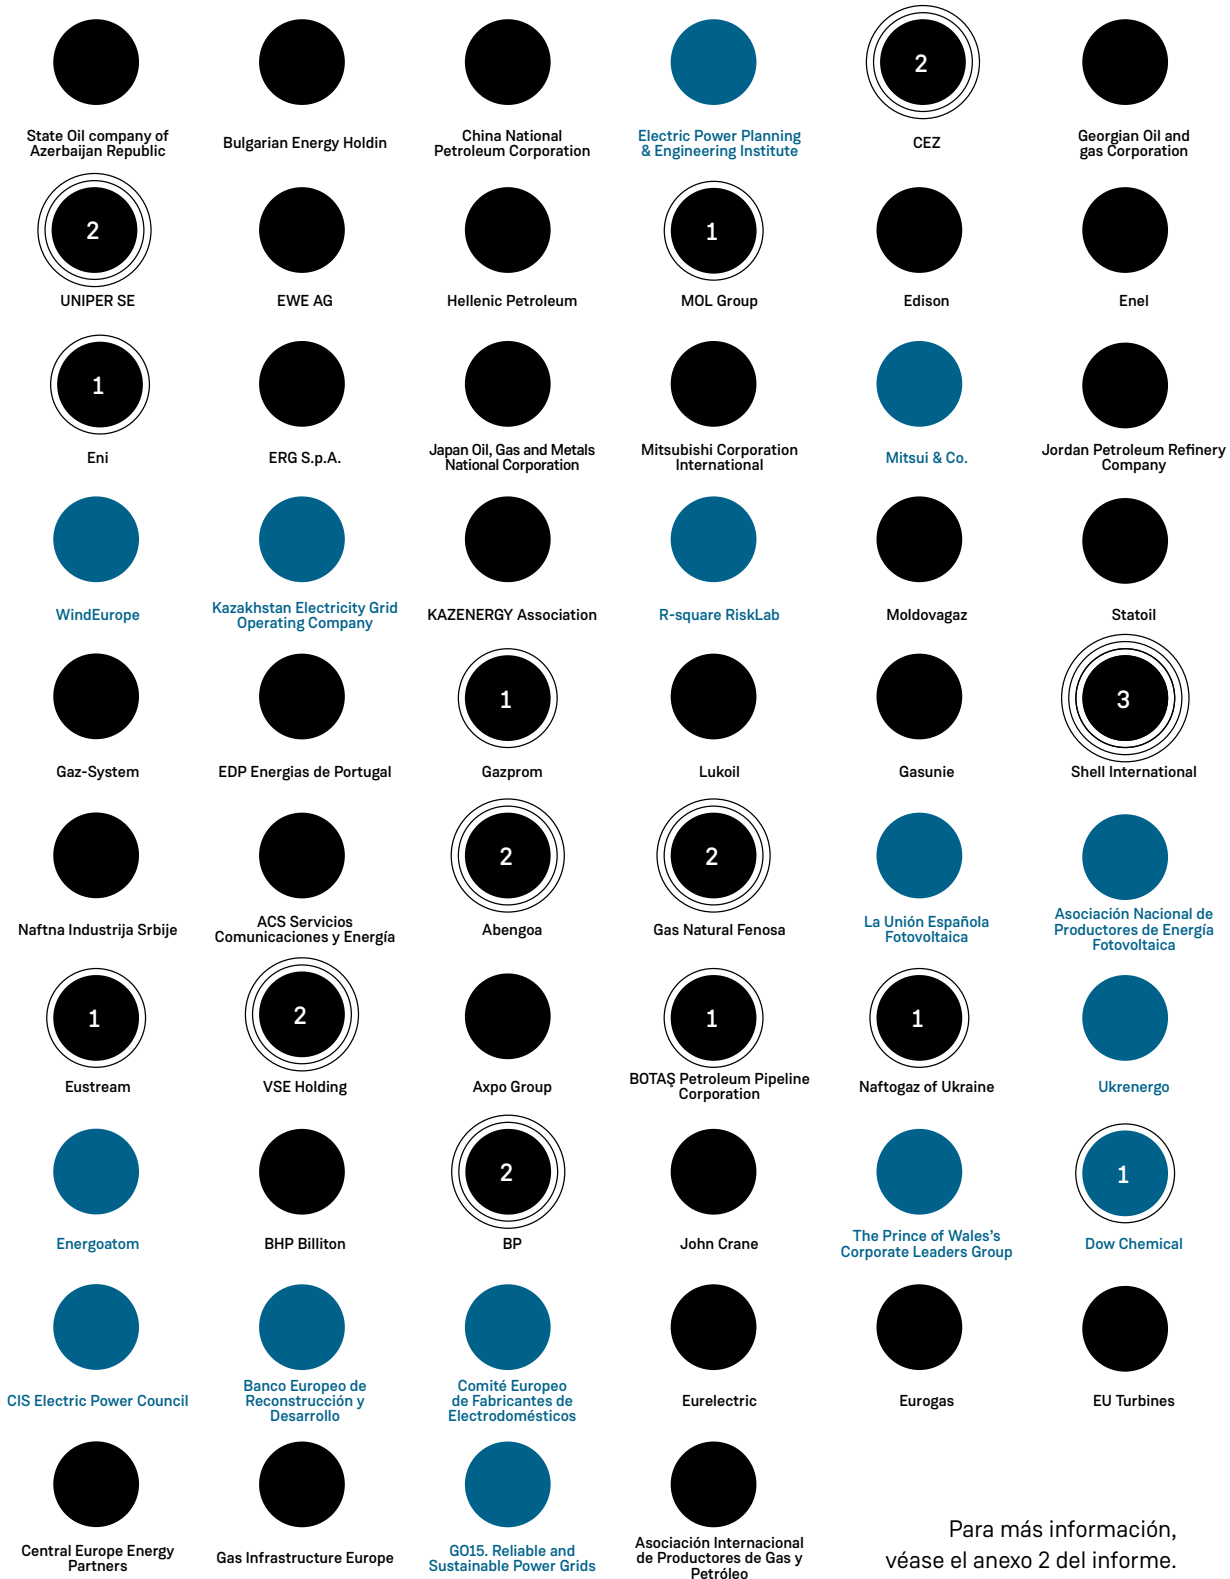 2
State Oil company of
Azerbaijan Republic
Bulgarian Energy Holdin
China National
Petroleum Corporation
Electric Power Planning
& Engineering Institute
CEZ
Georgian Oil and
gas Corporation
2
1
UNIPER SE
EWE AG
Hellenic Petroleum
MOL Group
Edison
Enel
1
Eni
ERG S.p.A.
Japan Oil, Gas and Metals
National Corporation
Mitsubishi Corporation
International
Mitsui & Co.
Jordan Petroleum Refinery
Company
WindEurope
Kazakhstan Electricity Grid
Operating Company
KAZENERGY Association
R-square RiskLab
Moldovagaz
Statoil
1
3
Gaz-System
EDP Energias de Portugal
Gazprom
Lukoil
Gasunie
Shell International
2
2
Naftna Industrija Srbije
ACS Servicios
Comunicaciones y Energía
Abengoa
Gas Natural Fenosa
La Unión Española
Fotovoltaica
Asociación Nacional de
Productores de Energía
Fotovoltaica
1
2
1
1
Eustream
VSE Holding
Axpo Group
BOTAŞ Petroleum Pipeline
Corporation
Naftogaz of Ukraine
Ukrenergo
2
1
Energoatom
BHP Billiton
BP
John Crane
The Prince of Wales's
Corporate Leaders Group
Dow Chemical
CIS Electric Power Council
Banco Europeo de
Reconstrucción y
Desarrollo
Comité Europeo
de Fabricantes de
Electrodomésticos
Eurelectric
Eurogas
EU Turbines
Central Europe Energy
Partners
Gas Infrastructure Europe
GO15. Reliable and
Sustainable Power Grids
Asociación Internacional
de Productores de Gas y
Petróleo
Para más información,
véase el anexo 2 del informe.